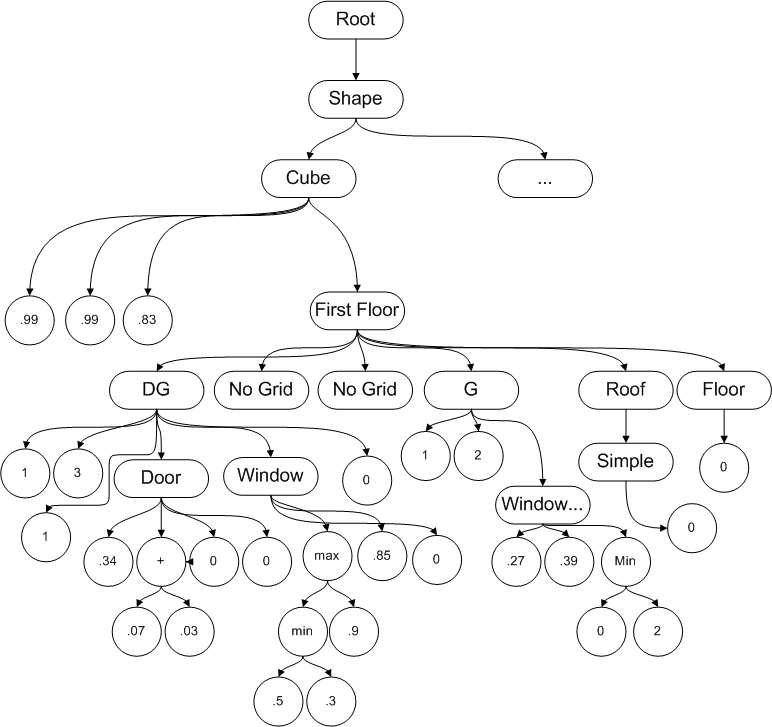 Root
Shape
Cube
...
.99
.99
.83
First Floor
DG
No Grid
No Grid
G
Roof
Floor
1
3
Door
Window
0
1
2
Simple
0
1
Window...
0
.34
+
0
0
max
.85
0
.27
.39
Min
.07
.03
min
.9
0
2
.5
.3